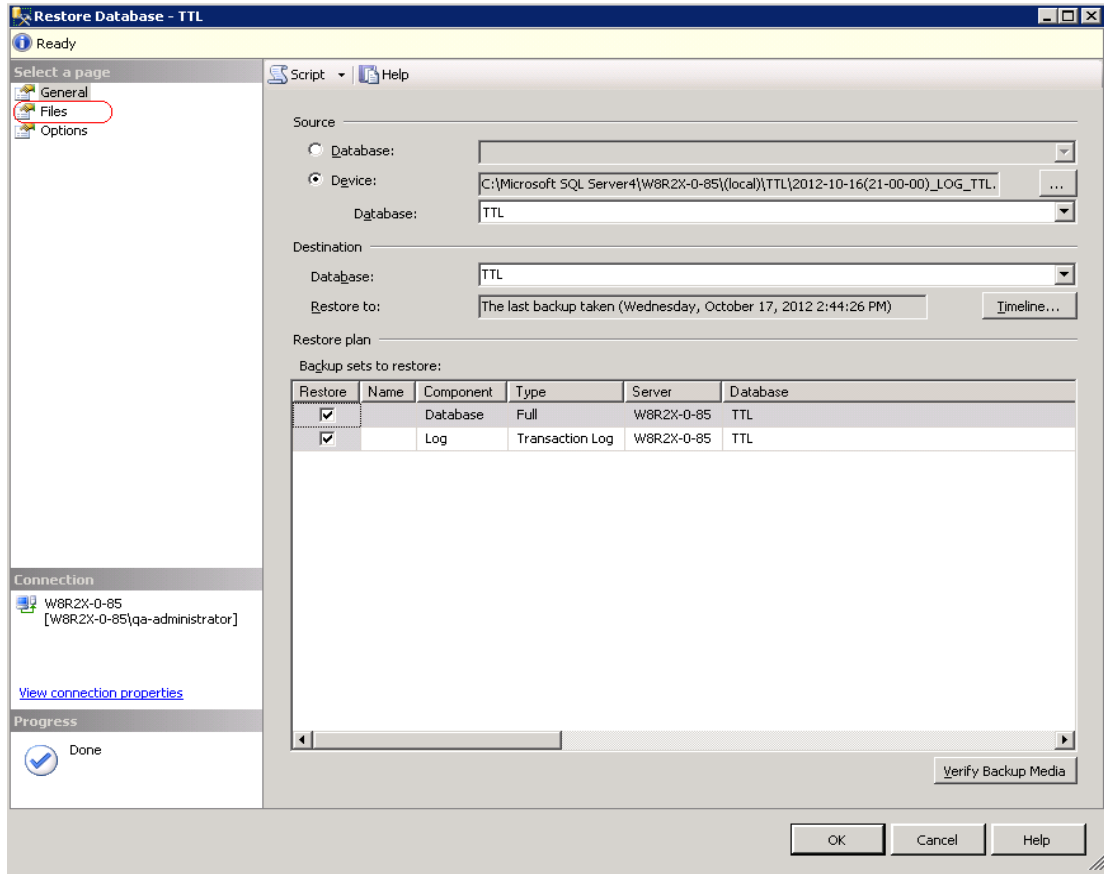 Restore Database - TTL
Ready
Select a page
General
Files
Options
Script Help
Source
Database:
Device: C:\Microsoft SQL Server4\W8R2X-0-85\(local)\TTL\2012-10-16(21-00-00)_LOG_TTL. ...
Database: TTL
Destination
Database: TTL
Restore to: The last backup taken (Wednesday, October 17, 2012 2:44:26 PM) Timeline...
Restore plan
Backup sets to restore:
Restore Name Component Type Server Database
Database Full W8R2X-0-85 TTL
Log Transaction Log W8R2X-0-85 TTL
Connection
W8R2X-0-85
[W8R2X-0-85\qa-administrator]
View connection properties
Progress
Done
Verify Backup Media
OK Cancel Help